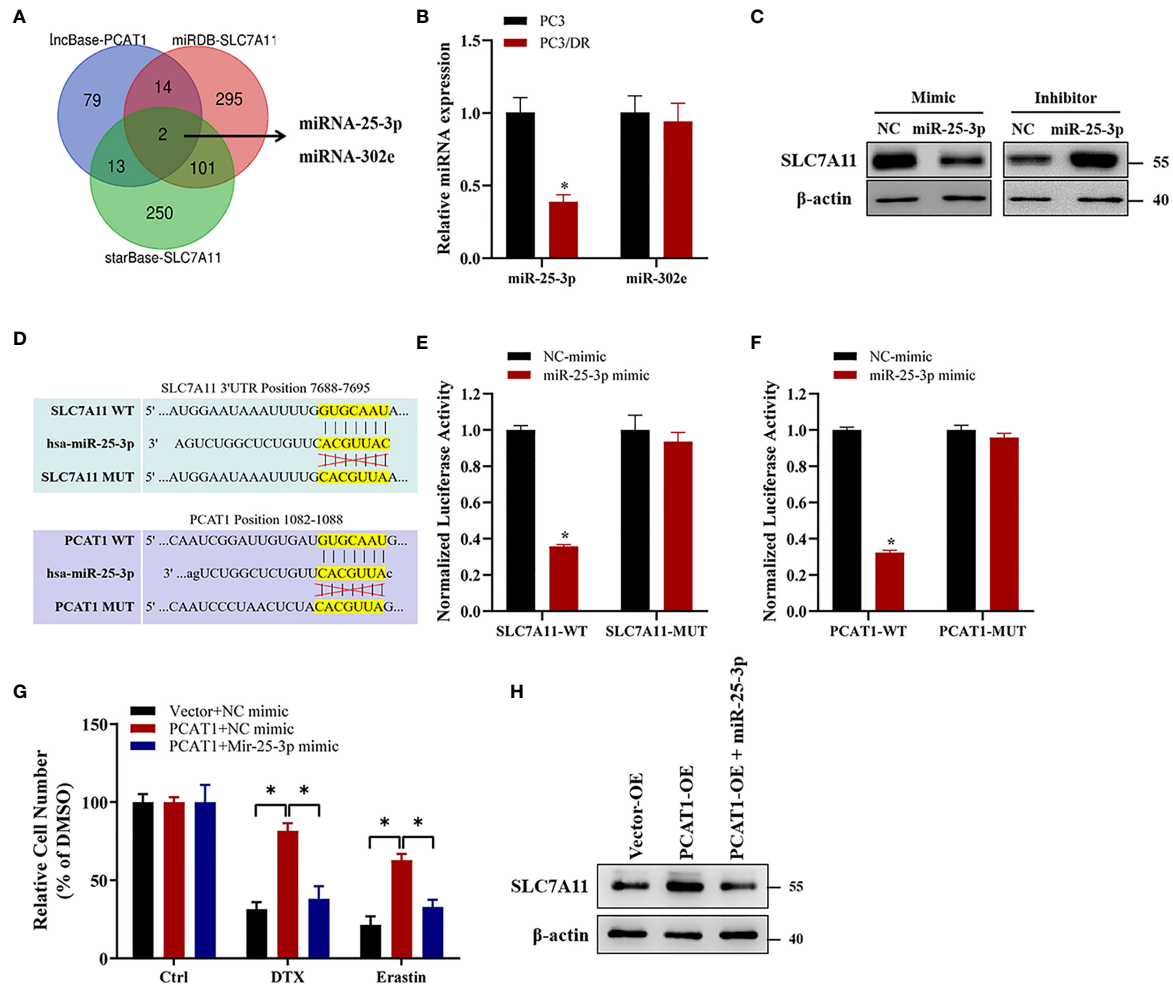 A
lncBase-PCAT1
miRDB-SLC7A11
79
14
295
2
13
101
250
starBase-SLC7A11
miRNA-25-3p
miRNA-302e
B
PC3
PC3/DR
Relative miRNA expression
1.5
1.0
0.5
0.0
*
miR-25-3p
miR-302e
C
Mimic
Inhibitor
NC miR-25-3p
NC miR-25-3p
SLC7A11
55
β-actin
40
D
SLC7A11 3'UTR Position 7688-7695
SLC7A11 WT 5' ...AUGGAAUAAAUUUUGGUGCAAUA...
hsa-miR-25-3p 3' AGUCUGGCUCUGUUCACGUUAC
SLC7A11 MUT 5' ...AUGGAAUAAAUUUUGCACGUUAA...
PCAT1 Position 1082-1088
PCAT1 WT 5' ...CAAUCGGAUUGUGAUGUGCAAUG...
hsa-miR-25-3p 3' ...agUCUGGCUCUGUUCACGUUAc
PCAT1 MUT 5' ...CAAUCCCUAACUCUACACGUUAG...
E
NC-mimic
miR-25-3p mimic
Normalized Luciferase Activity
1.2
1.0
0.8
0.6
0.4
0.2
0.0
*
SLC7A11-WT
SLC7A11-MUT
F
NC-mimic
miR-25-3p mimic
Normalized Luciferase Activity
1.2
1.0
0.8
0.6
0.4
0.2
0.0
*
PCAT1-WT
PCAT1-MUT
G
Vector+NC mimic
PCAT1+NC mimic
PCAT1+Mir-25-3p mimic
Relative Cell Number
(% of DMSO)
150
100
50
0
* *
* *
Ctrl
DTX
Erastin
H
Vector-OE
PCAT1-OE
PCAT1-OE + miR-25-3p
SLC7A11
55
β-actin
40